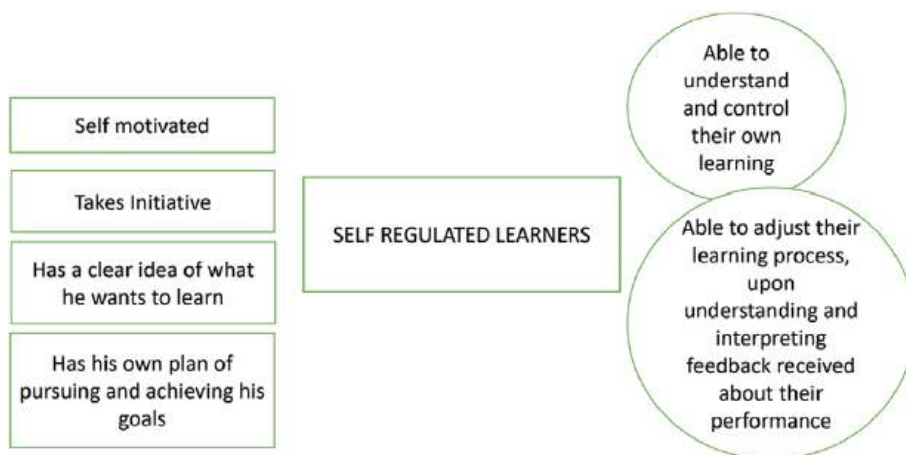 Self motivated
Takes Initiative
Has a clear idea of what
he wants to learn
Has his own plan of
pursuing and achieving his
goals
SELF REGULATED LEARNERS
Able to
understand
and control
their own
learning
Able to adjust their
learning process,
upon
understanding and
interpreting
feedback received
about their
performance